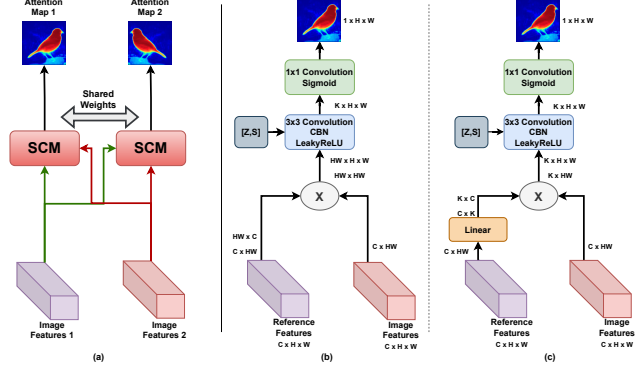 Attention
Map 1
Attention
Map 2
Shared
Weights
SCM
SCM
Image
Features 1
Image
Features 2
(a)
1 x H x W
1x1 Convolution
Sigmoid
K x H x W
[Z,S]
3x3 Convolution
CBN
LeakyReLU
HW x H x W
HW x HW
X
HW x C
C x HW
C x HW
Reference
Features
C x H x W
Image
Features
C x H x W
(b)
1 x H x W
1x1 Convolution
Sigmoid
K x H x W
[Z,S]
3x3 Convolution
CBN
LeakyReLU
K x H x W
K x HW
X
K x C
C x K
Linear
C x HW
C x HW
Reference
Features
C x H x W
Image
Features
C x H x W
(c)